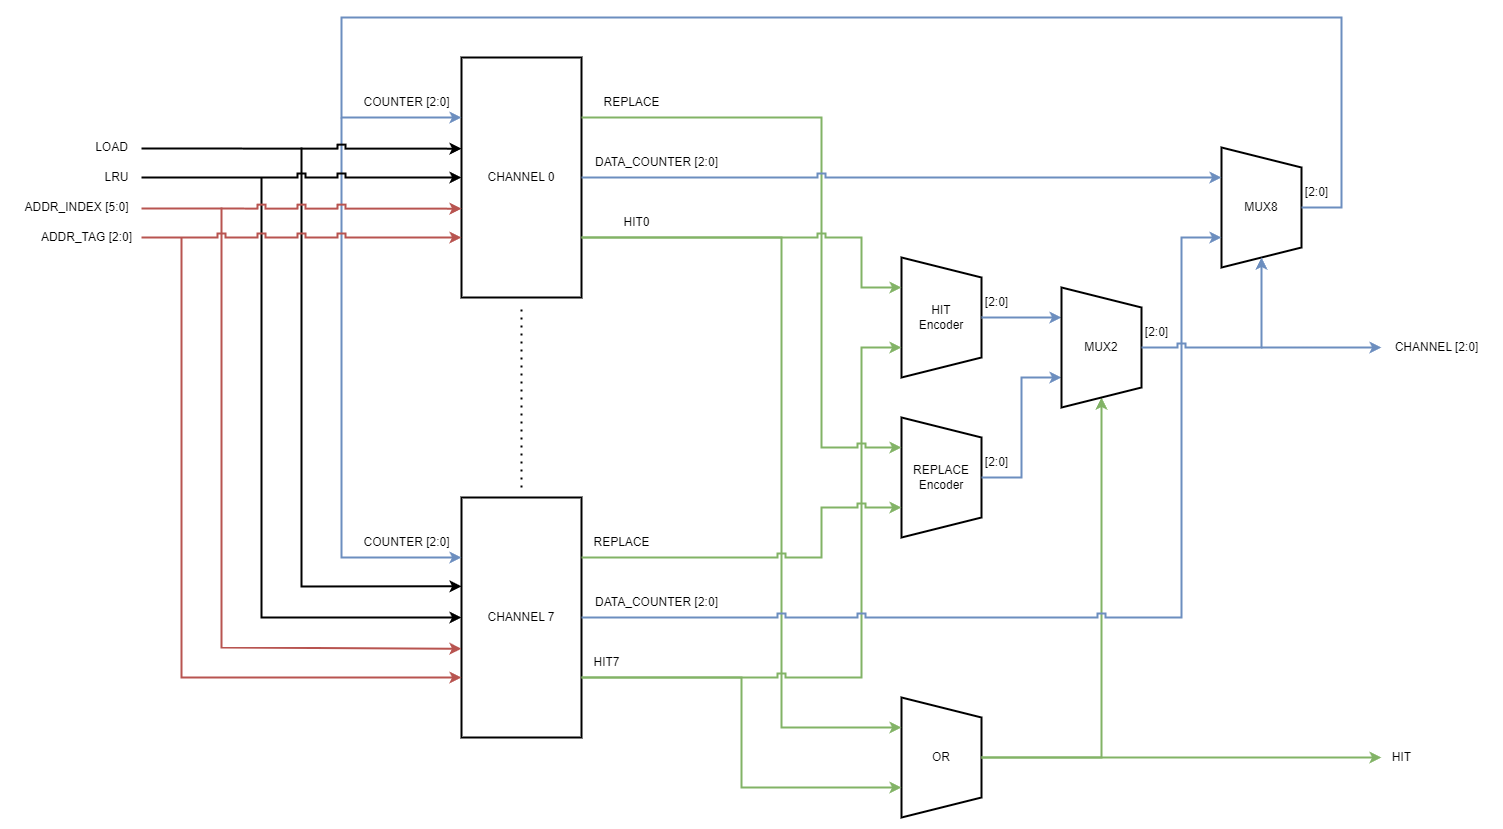 COUNTER [2:0]
REPLACE
LOAD
DATA_COUNTER [2:0]
LRU
CHANNEL 0
[2:0]
ADDR_INDEX [5:0]
MUX8
HIT0
ADDR_TAG [2:0]
[2:0]
HIT
Encoder
[2:0]
MUX2
CHANNEL [2:0]
[2:0]
REPLACE
Encoder
COUNTER [2:0]
REPLACE
DATA_COUNTER [2:0]
CHANNEL 7
HIT7
OR
HIT